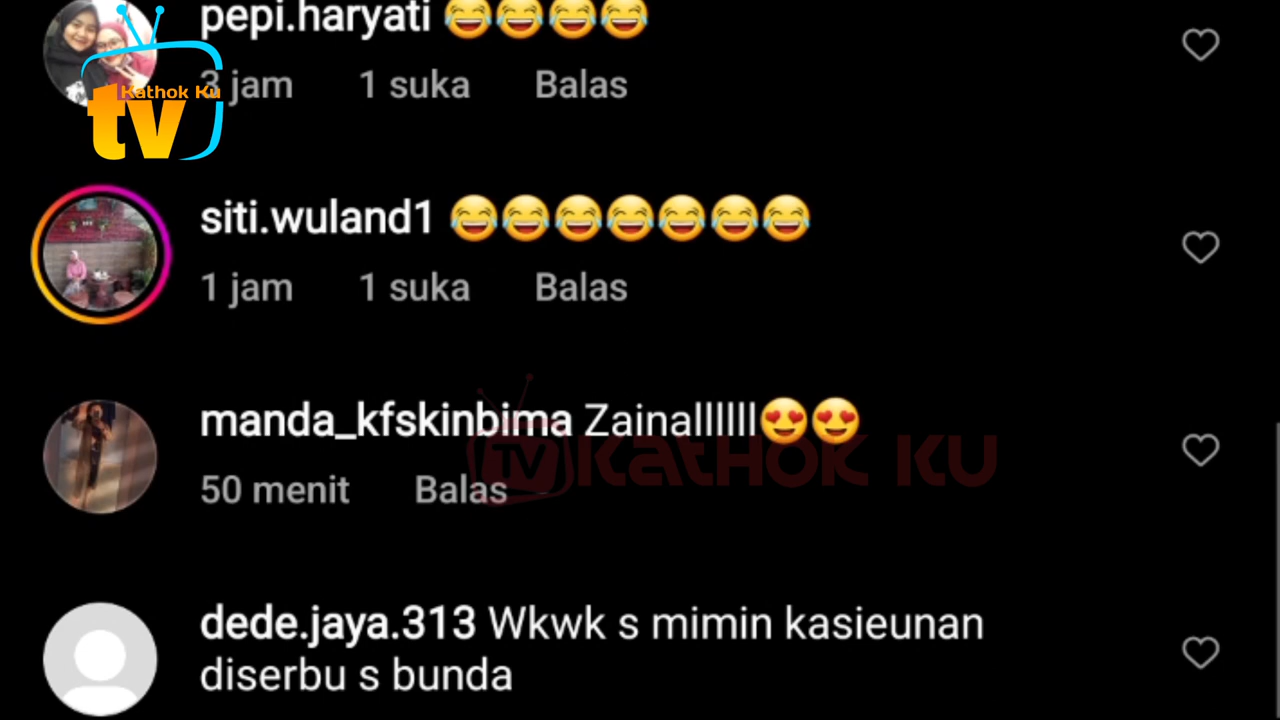 pepi.haryati 😂😂😂😂
3 jam 1 suka Balas
Kathok Ku
tv
siti.wuland1 😂😂😂😂😂😂😂
1 jam 1 suka Balas
manda_kfskinbima Zainallllll😍😍
TV KATHOK KU
50 menit Balas
dede.jaya.313 Wkwk s mimin kasieunan
diserbu s bunda